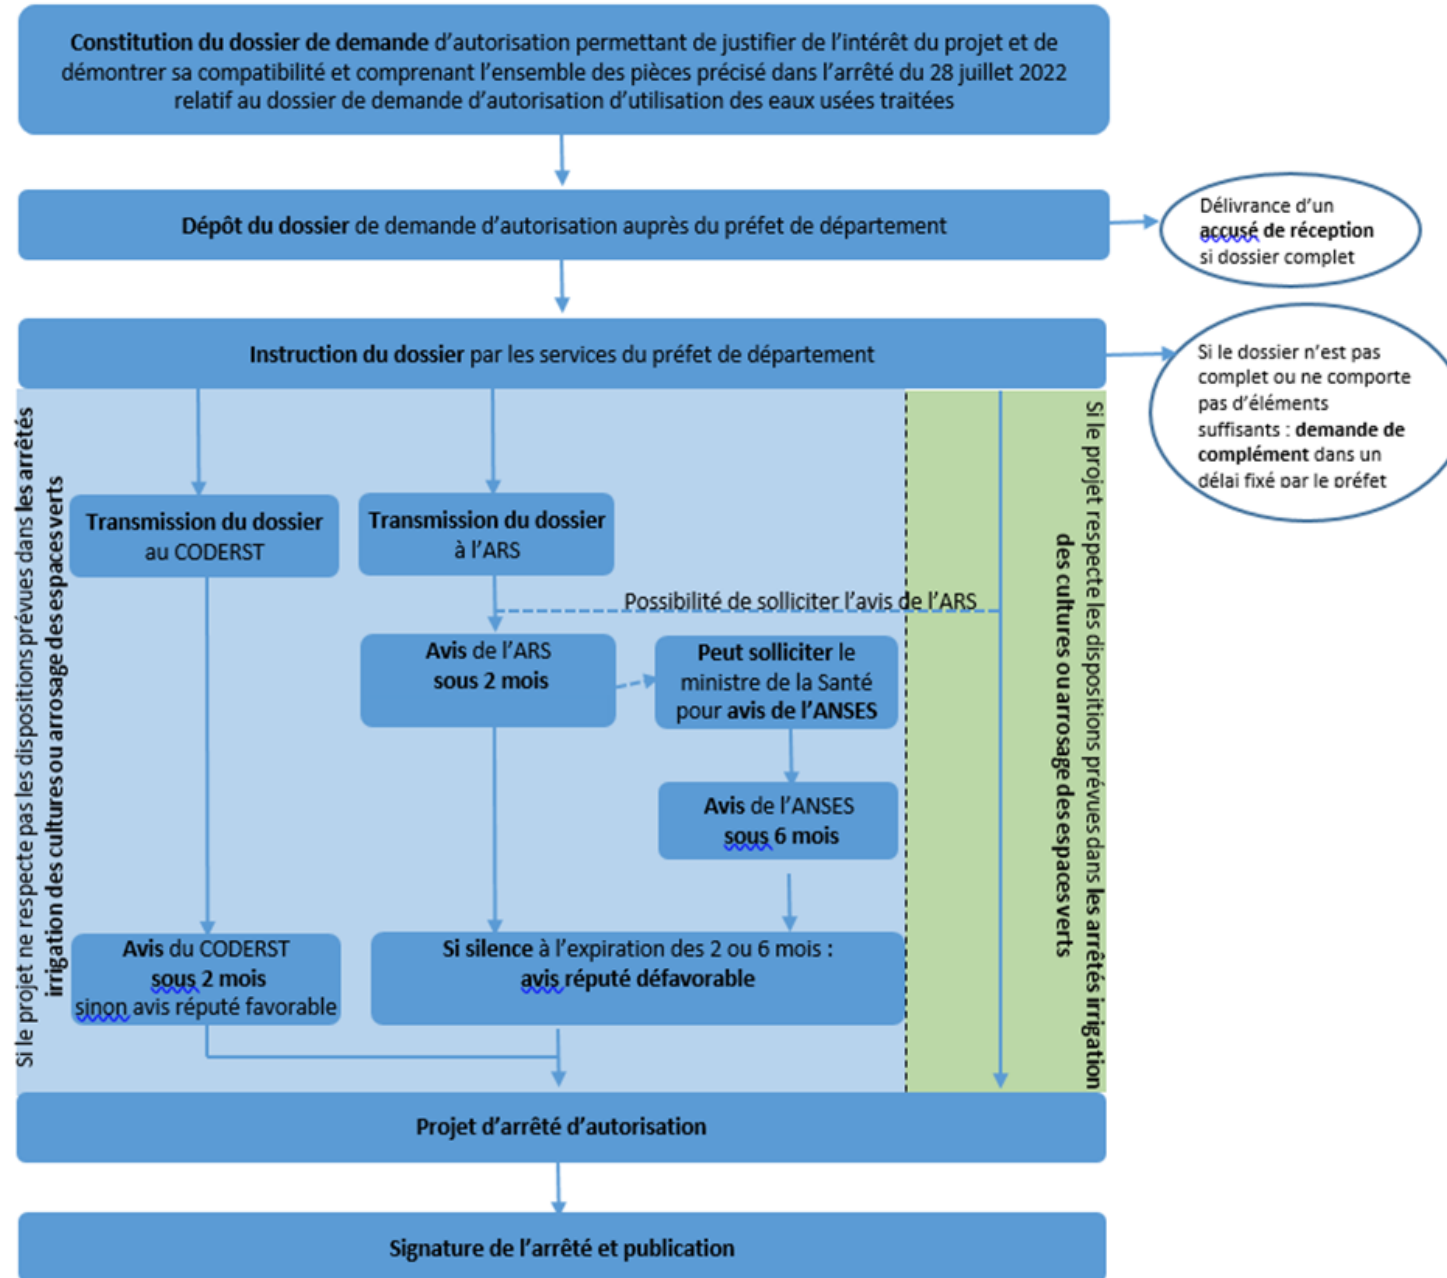 Constitution du dossier de demande d'autorisation permettant de justifier de l'intérêt du projet et de
démontrer sa compatibilité et comprenant l'ensemble des pièces précisé dans l'arrêté du 28 juillet 2022
relatif au dossier de demande d'autorisation d'utilisation des eaux usées traitées
Dépôt du dossier de demande d'autorisation auprès du préfet de département
Délivrance d'un
accusé de réception
si dossier complet
Instruction du dossier par les services du préfet de département
Si le dossier n'est pas
complet ou ne comporte
pas d'éléments
suffisants : demande de
complément dans un
délai fixé par le préfet
Si le projet ne respecte pas les dispositions prévues dans les arrêtés
irrigation des cultures ou arrosage des espaces verts
Transmission du dossier
au CODERST
Transmission du dossier
à l'ARS
Possibilité de solliciter l'avis de l'ARS
Avis de l'ARS
sous 2 mois
Peut solliciter le
ministre de la Santé
pour avis de l'ANSES
Avis de l'ANSES
sous 6 mois
Avis du CODERST
sous 2 mois
sinon avis réputé favorable
Si silence à l'expiration des 2 ou 6 mois :
avis réputé défavorable
Si le projet respecte les dispositions prévues dans les arrêtés irrigation
des cultures ou arrosage des espaces verts
Projet d'arrêté d'autorisation
Signature de l'arrêté et publication